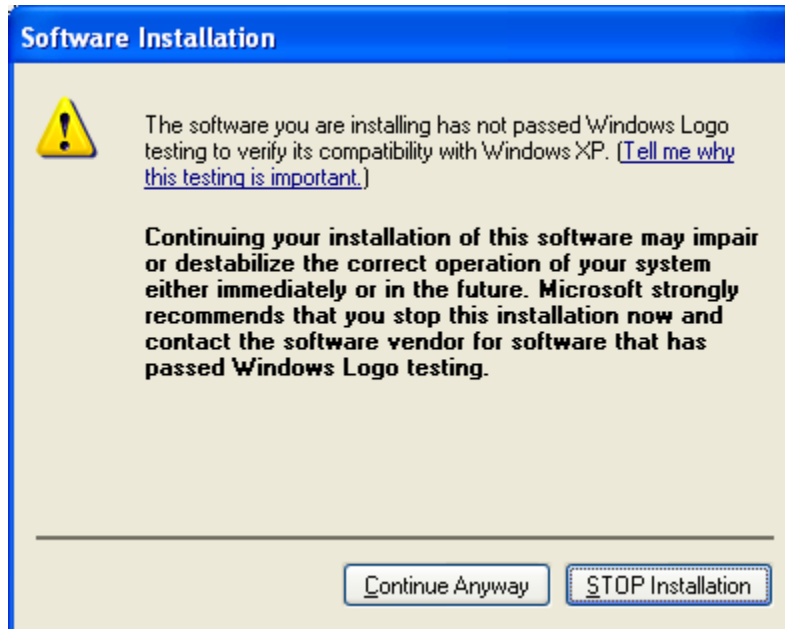 Software Installation
The software you are installing has not passed Windows Logo
testing to verify its compatibility with Windows XP. (Tell me why
this testing is important.)
Continuing your installation of this software may impair
or destabilize the correct operation of your system
either immediately or in the future. Microsoft strongly
recommends that you stop this installation now and
contact the software vendor for software that has
passed Windows Logo testing.
Continue Anyway
STOP Installation